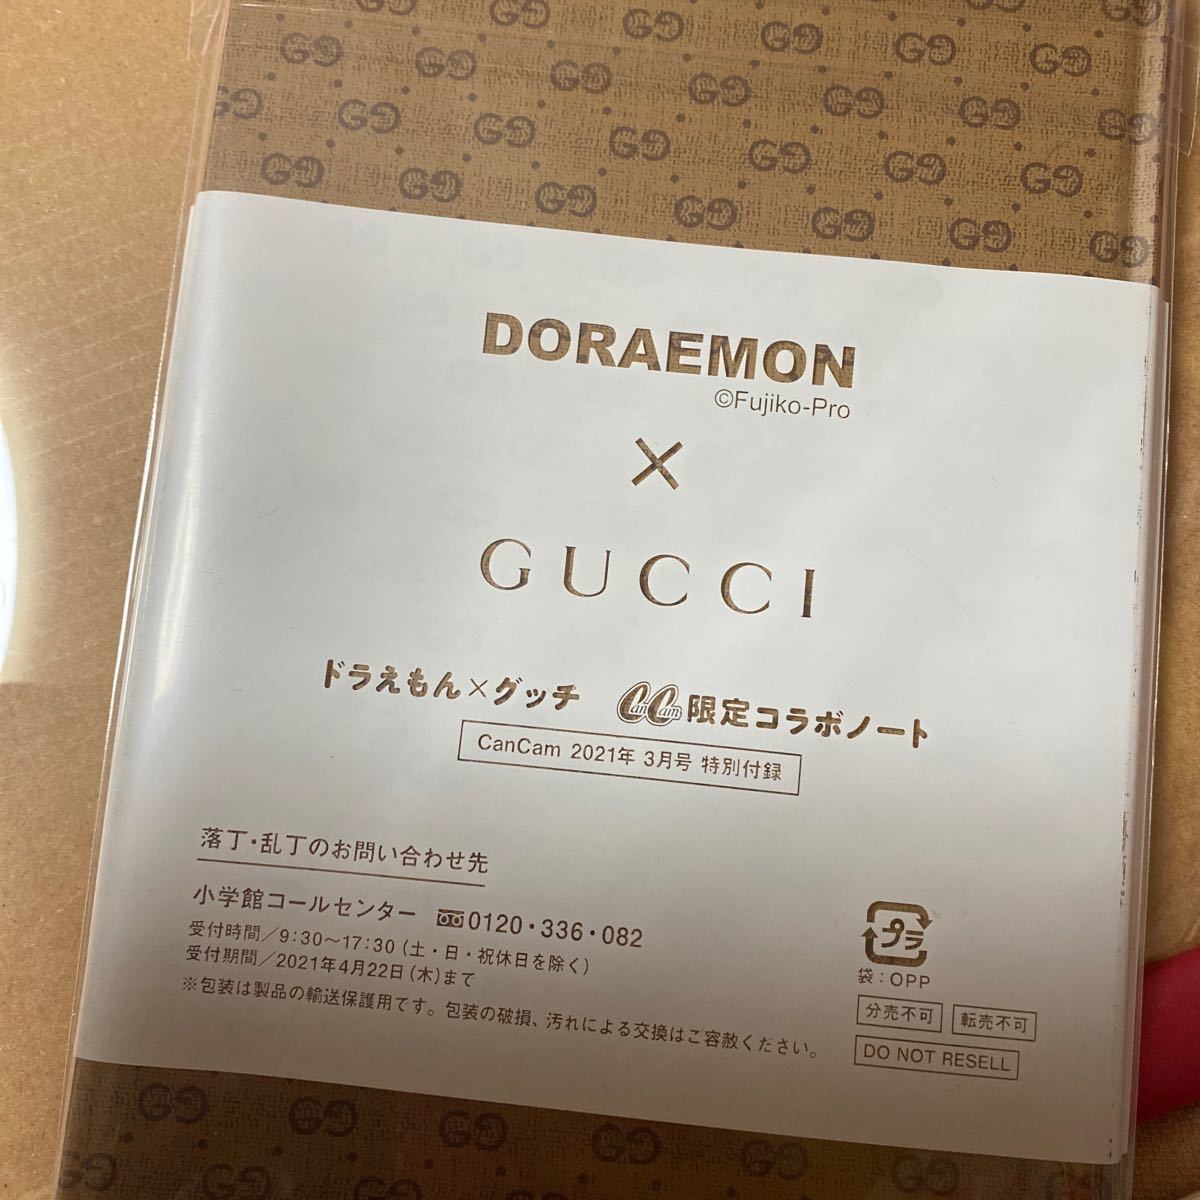 DORAEMON
©Fujiko-Pro
×
GUCCI
ドラえもん×グッチ CanCam 限定コラボノート
CanCam 2021年 3月号 特別付録
落丁・乱丁のお問い合わせ先
小学館コールセンター 0120・336・082
受付時間/9:30〜17:30 (土・日・祝休日を除く)
受付期間/2021年4月22日(木)まで
※包装は製品の輸送保護用です。包装の破損、汚れによる交換はご容赦ください。
プラ
袋:OPP
分売不可 転売不可
DO NOT RESELL